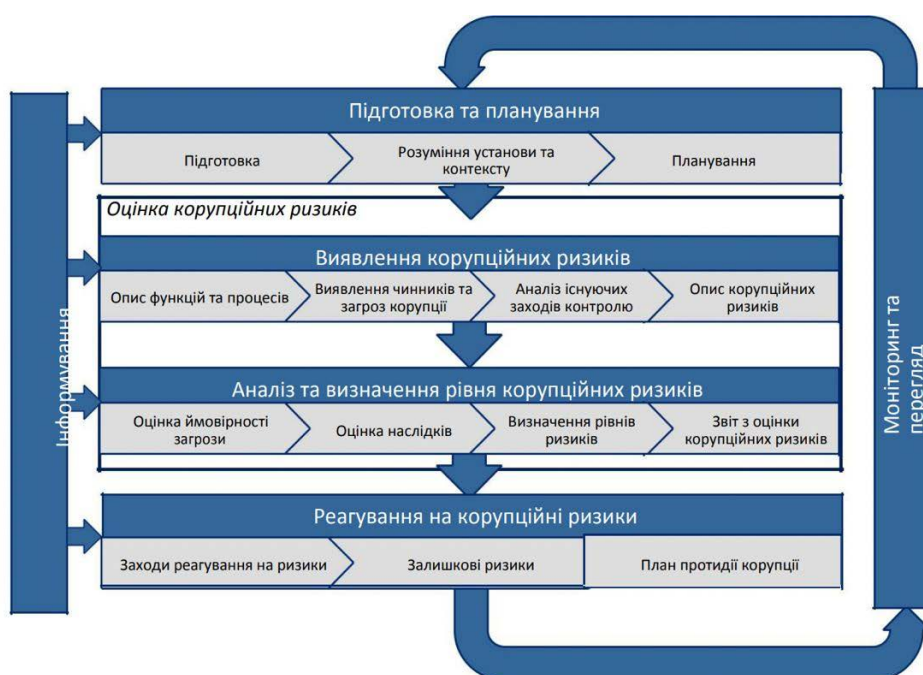 Підготовка та планування
Підготовка
Розуміння установи та
контексту
Планування
Оцінка корупційних ризиків
Виявлення корупційних ризиків
Опис функцій та процесів
Виявлення чинників та
загроз корупції
Аналіз існуючих
заходів контролю
Опис корупційних
ризиків
Аналіз та визначення рівня корупційних ризиків
Оцінка ймовірності
загрози
Оцінка наслідків
Визначення рівнів
ризиків
Звіт з оцінки
корупційних ризиків
Реагування на корупційні ризики
Заходи реагування на ризики
Залишкові ризики
План протидії корупції
Інформування
Моніторинг та
перегляд